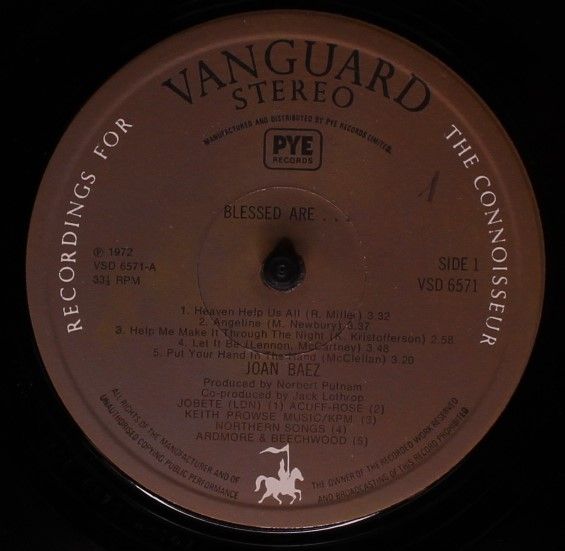 VANGUARD
STEREO
RECORDINGS FOR THE CONNOISSEUR
MANUFACTURED AND DISTRIBUTED BY PYE RECORDS LIMITED.
PYE
RECORDS
1
BLESSED ARE . . .
℗ 1972
VSD 6571-A
33⅓ RPM
SIDE 1
VSD 6571
1. Heaven Help Us All (R. Miller) 3.32
2. Angeline (M. Newbury) 3.37
3. Help Me Make It Through The Night (K. Kristofferson) 2.58
4. Let It Be (Lennon, McCartney) 3.48
5. Put Your Hand In The Hand (McClellan) 3.20
JOAN BAEZ
Produced by Norbert Putnam
Co-produced by Jack Lothrop
JOBETE (LDN) (1) ACUFF-ROSE (2)
KEITH PROWSE MUSIC/KPM. (3)
NORTHERN SONGS (4)
ARDMORE & BEECHWOOD (5)
ALL RIGHTS OF THE MANUFACTURER AND OF THE OWNER OF THE RECORDED WORK RESERVED
UNAUTHORISED COPYING PUBLIC PERFORMANCE AND BROADCASTING OF THIS RECORD PROHIBITED